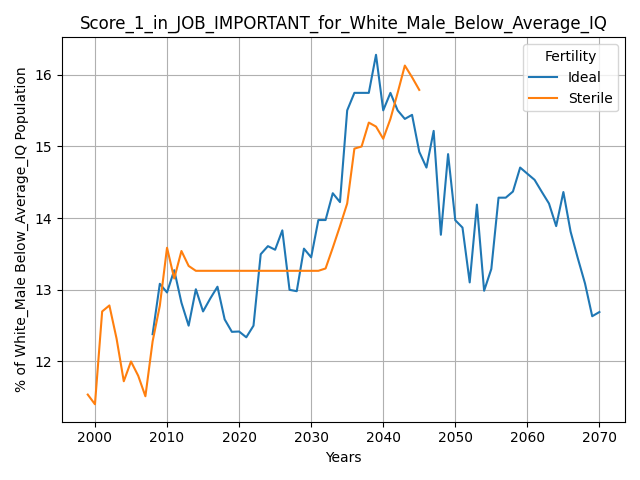 Score_1_in_JOB_IMPORTANT_for_White_Male_Below_Average_IQ
Fertility
Ideal
Sterile
% of White_Male Below_Average_IQ Population
16
15
14
13
12
2000 2010 2020 2030 2040 2050 2060 2070
Years